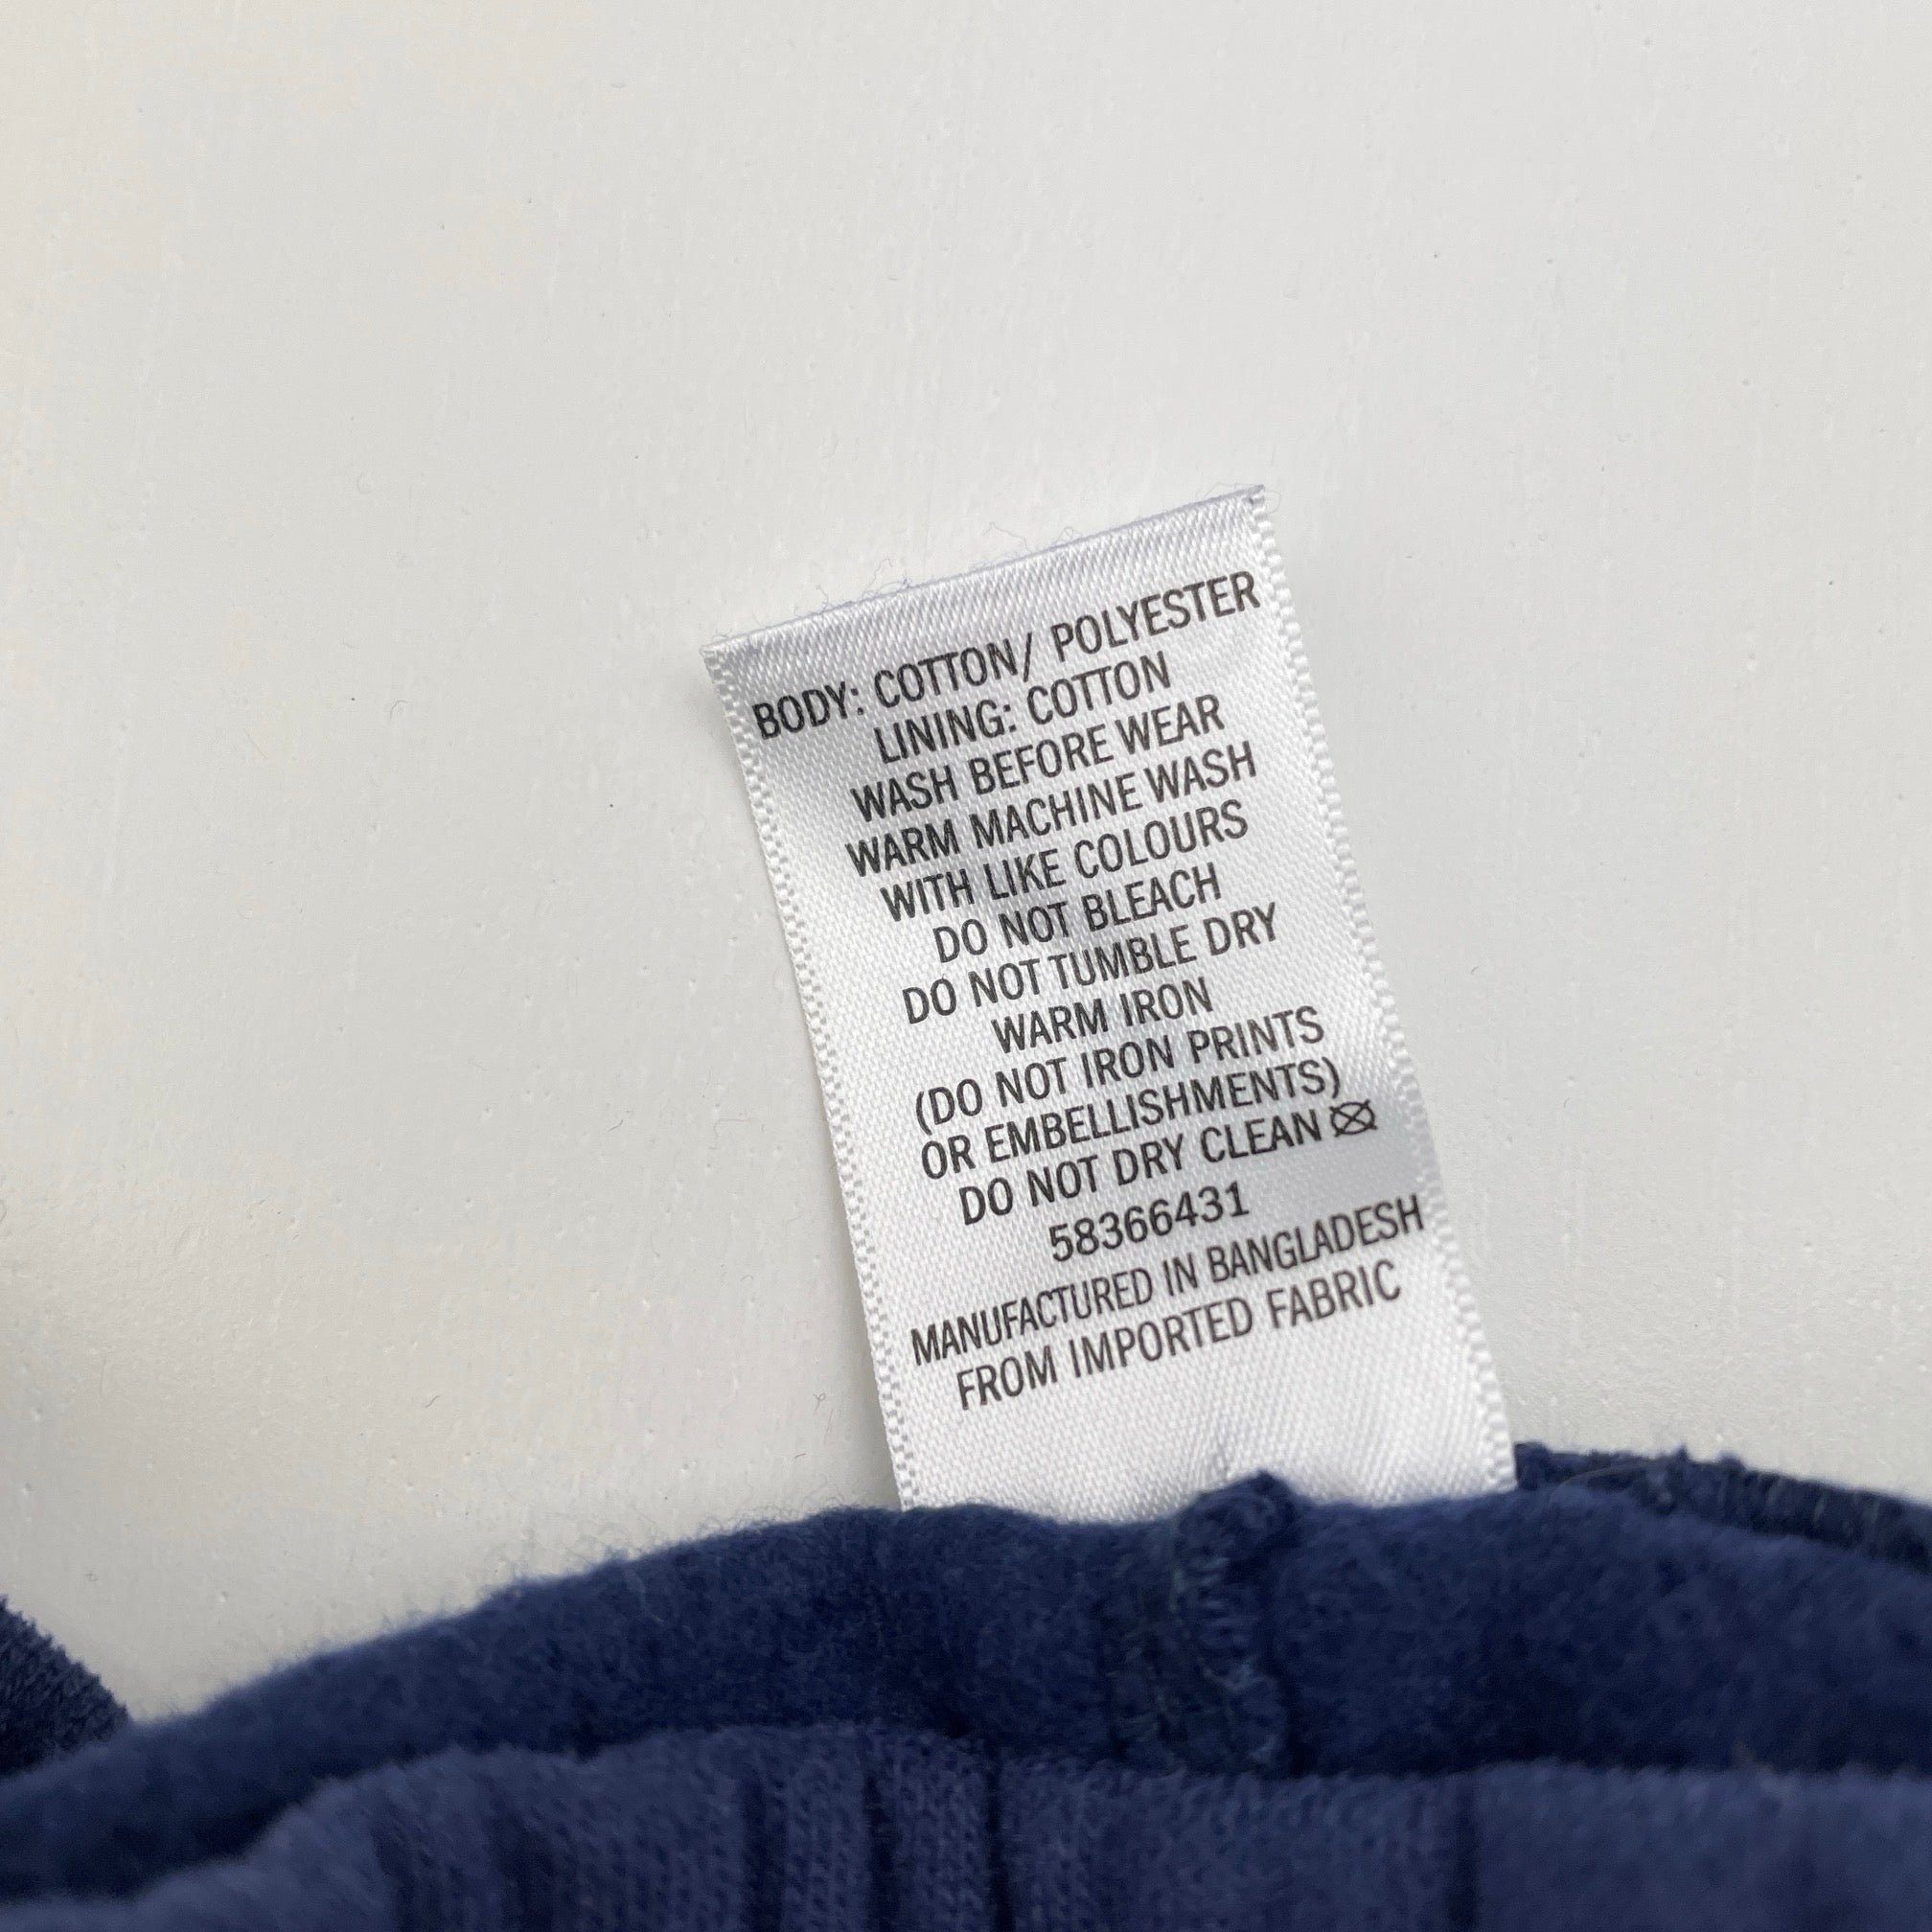 BODY: COTTON/ POLYESTER
LINING: COTTON
WASH BEFORE WEAR
WARM MACHINE WASH
WITH LIKE COLOURS
DO NOT BLEACH
DO NOT TUMBLE DRY
WARM IRON
(DO NOT IRON PRINTS
OR EMBELLISHMENTS)
DO NOT DRY CLEAN
58366431
MANUFACTURED IN BANGLADESH
FROM IMPORTED FABRIC